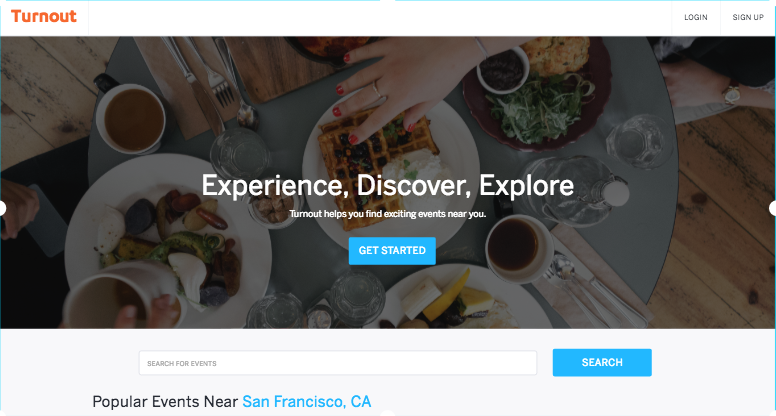 Turnout
LOGIN
SIGN UP
Experience, Discover, Explore
Turnout helps you find exciting events near you.
GET STARTED
SEARCH FOR EVENTS
SEARCH
Popular Events Near San Francisco, CA